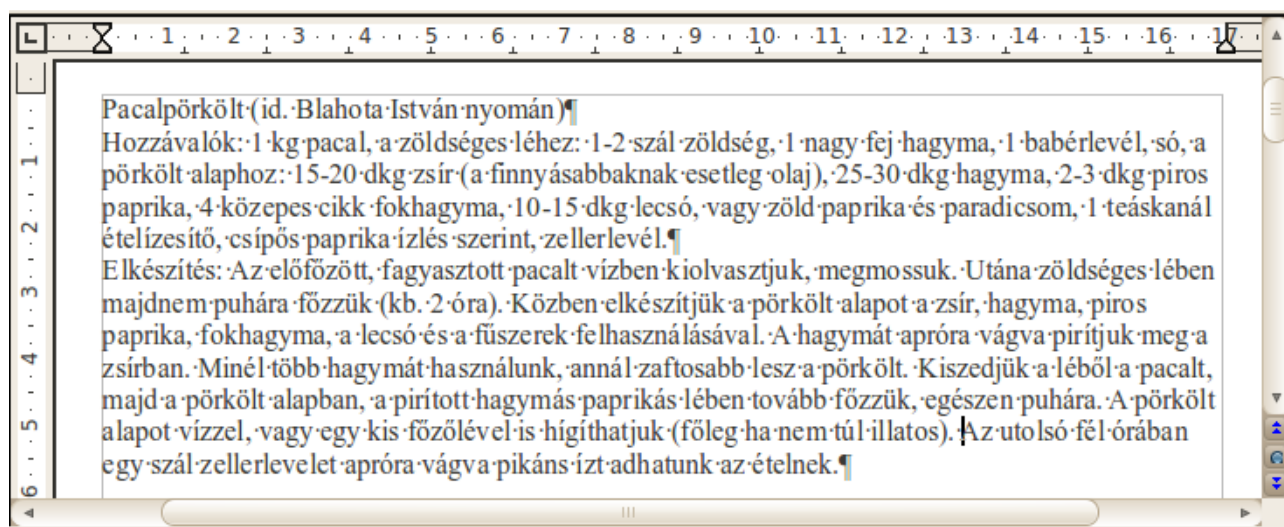 1 2 3 4 5 6 7 8 9 10 11 12 13 14 15 16 17
Pacalpörkölt (id. Blahota István nyomán)¶
Hozzávalók: 1 kg pacal, a zöldséges léhez: 1-2 szál zöldség, 1 nagy fej hagyma, 1 babérlevél, só, a
pörkölt alaphoz: 15-20 dkg zsír (a finnyásabbaknak esetleg olaj), 25-30 dkg hagyma, 2-3 dkg piros
paprika, 4 közepes cikk fokhagyma, 10-15 dkg lecsó, vagy zöld paprika és paradicsom, 1 teáskanál
ételízesítő, csípős paprika ízlés szerint, zellerlevél.¶
Elkészítés: Az előfőzött, fagyasztott pacalt vízben kiolvasztjuk, megmossuk. Utána zöldséges lében
majdnem puhára főzzük (kb. 2 óra). Közben elkészítjük a pörkölt alapot a zsír, hagyma, piros
paprika, fokhagyma, a lecsó és a fűszerek felhasználásával. A hagymát apróra vágva pirítjuk meg a
zsírban. Minél több hagymát használunk, annál zaftosabb lesz a pörkölt. Kiszedjük a léből a pacalt,
majd a pörkölt alapban, a pirított hagymás paprikás lében tovább főzzük, egészen puhára. A pörkölt
alapot vízzel, vagy egy kis főzőlével is hígíthatjuk (főleg ha nem túl illatos). Az utolsó fél órában
egy szál zellerlevelet apróra vágva pikáns ízt adhatunk az ételnek.¶
1
2
3
4
5
6